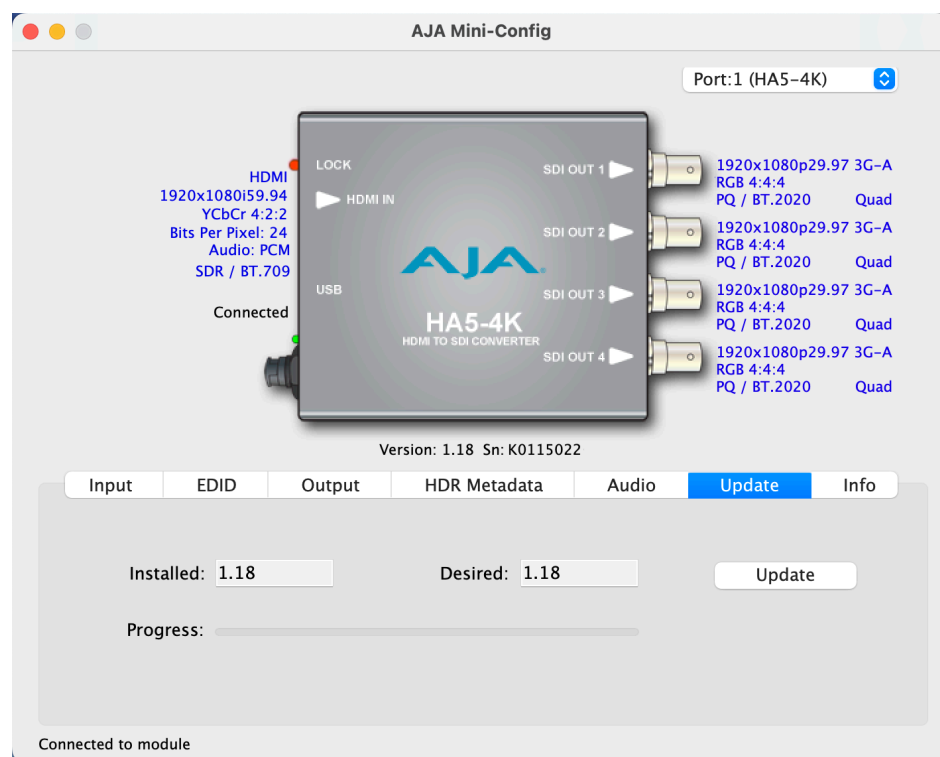 AJA Mini-Config
Port:1 (HA5-4K)
HDMI
1920x1080i59.94
YCbCr 4:2:2
Bits Per Pixel: 24
Audio: PCM
SDR / BT.709
Connected
LOCK
HDMI IN
USB
AJA
HA5-4K
HDMI TO SDI CONVERTER
SDI OUT 1
SDI OUT 2
SDI OUT 3
SDI OUT 4
1920x1080p29.97 3G-A
RGB 4:4:4
PQ / BT.2020 Quad
1920x1080p29.97 3G-A
RGB 4:4:4
PQ / BT.2020 Quad
1920x1080p29.97 3G-A
RGB 4:4:4
PQ / BT.2020 Quad
1920x1080p29.97 3G-A
RGB 4:4:4
PQ / BT.2020 Quad
Version: 1.18 Sn: K0115022
Input EDID Output HDR Metadata Audio Update Info
Installed: 1.18 Desired: 1.18 Update
Progress:
Connected to module